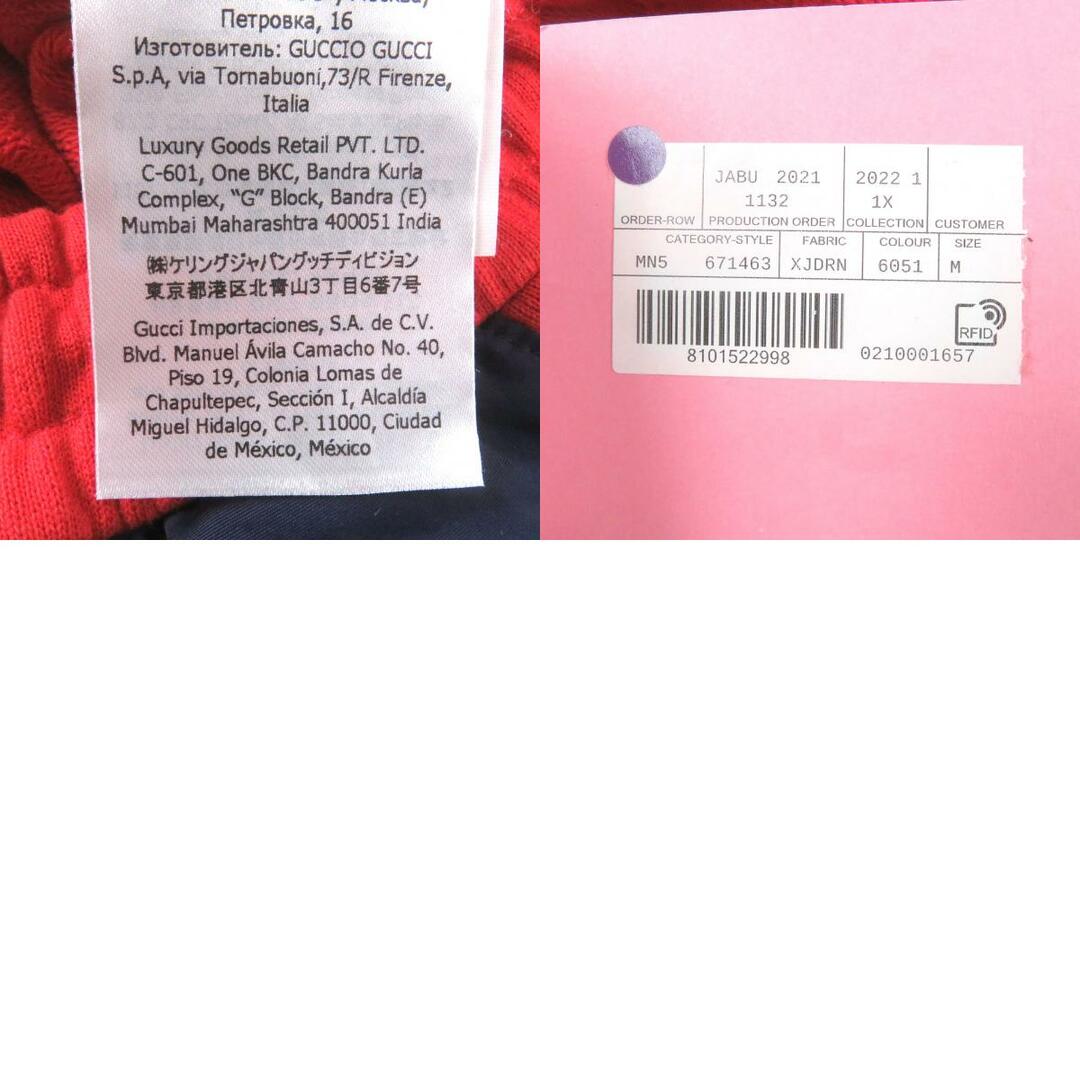 Петровка, 16
Изготовитель: GUCCIO GUCCI
S.p.A, via Tornabuoni,73/R Firenze,
Italia
Luxury Goods Retail PVT. LTD.
C-601, One BKC, Bandra Kurla
Complex, “G” Block, Bandra (E)
Mumbai Maharashtra 400051 India
㈱ケリングジャパングッチディビジョン
東京都港区北青山3丁目6番7号
Gucci Importaciones, S.A. de C.V.
Blvd. Manuel Ávila Camacho No. 40,
Piso 19, Colonia Lomas de
Chapultepec, Sección I, Alcaldía
Miguel Hidalgo, C.P. 11000, Ciudad
de México, México
JABU 2021 2022 1
1132 1X
ORDER-ROW PRODUCTION ORDER COLLECTION CUSTOMER
CATEGORY-STYLE FABRIC COLOUR SIZE
MN5 671463 XJDRN 6051 M
RFID
8101522998 0210001657